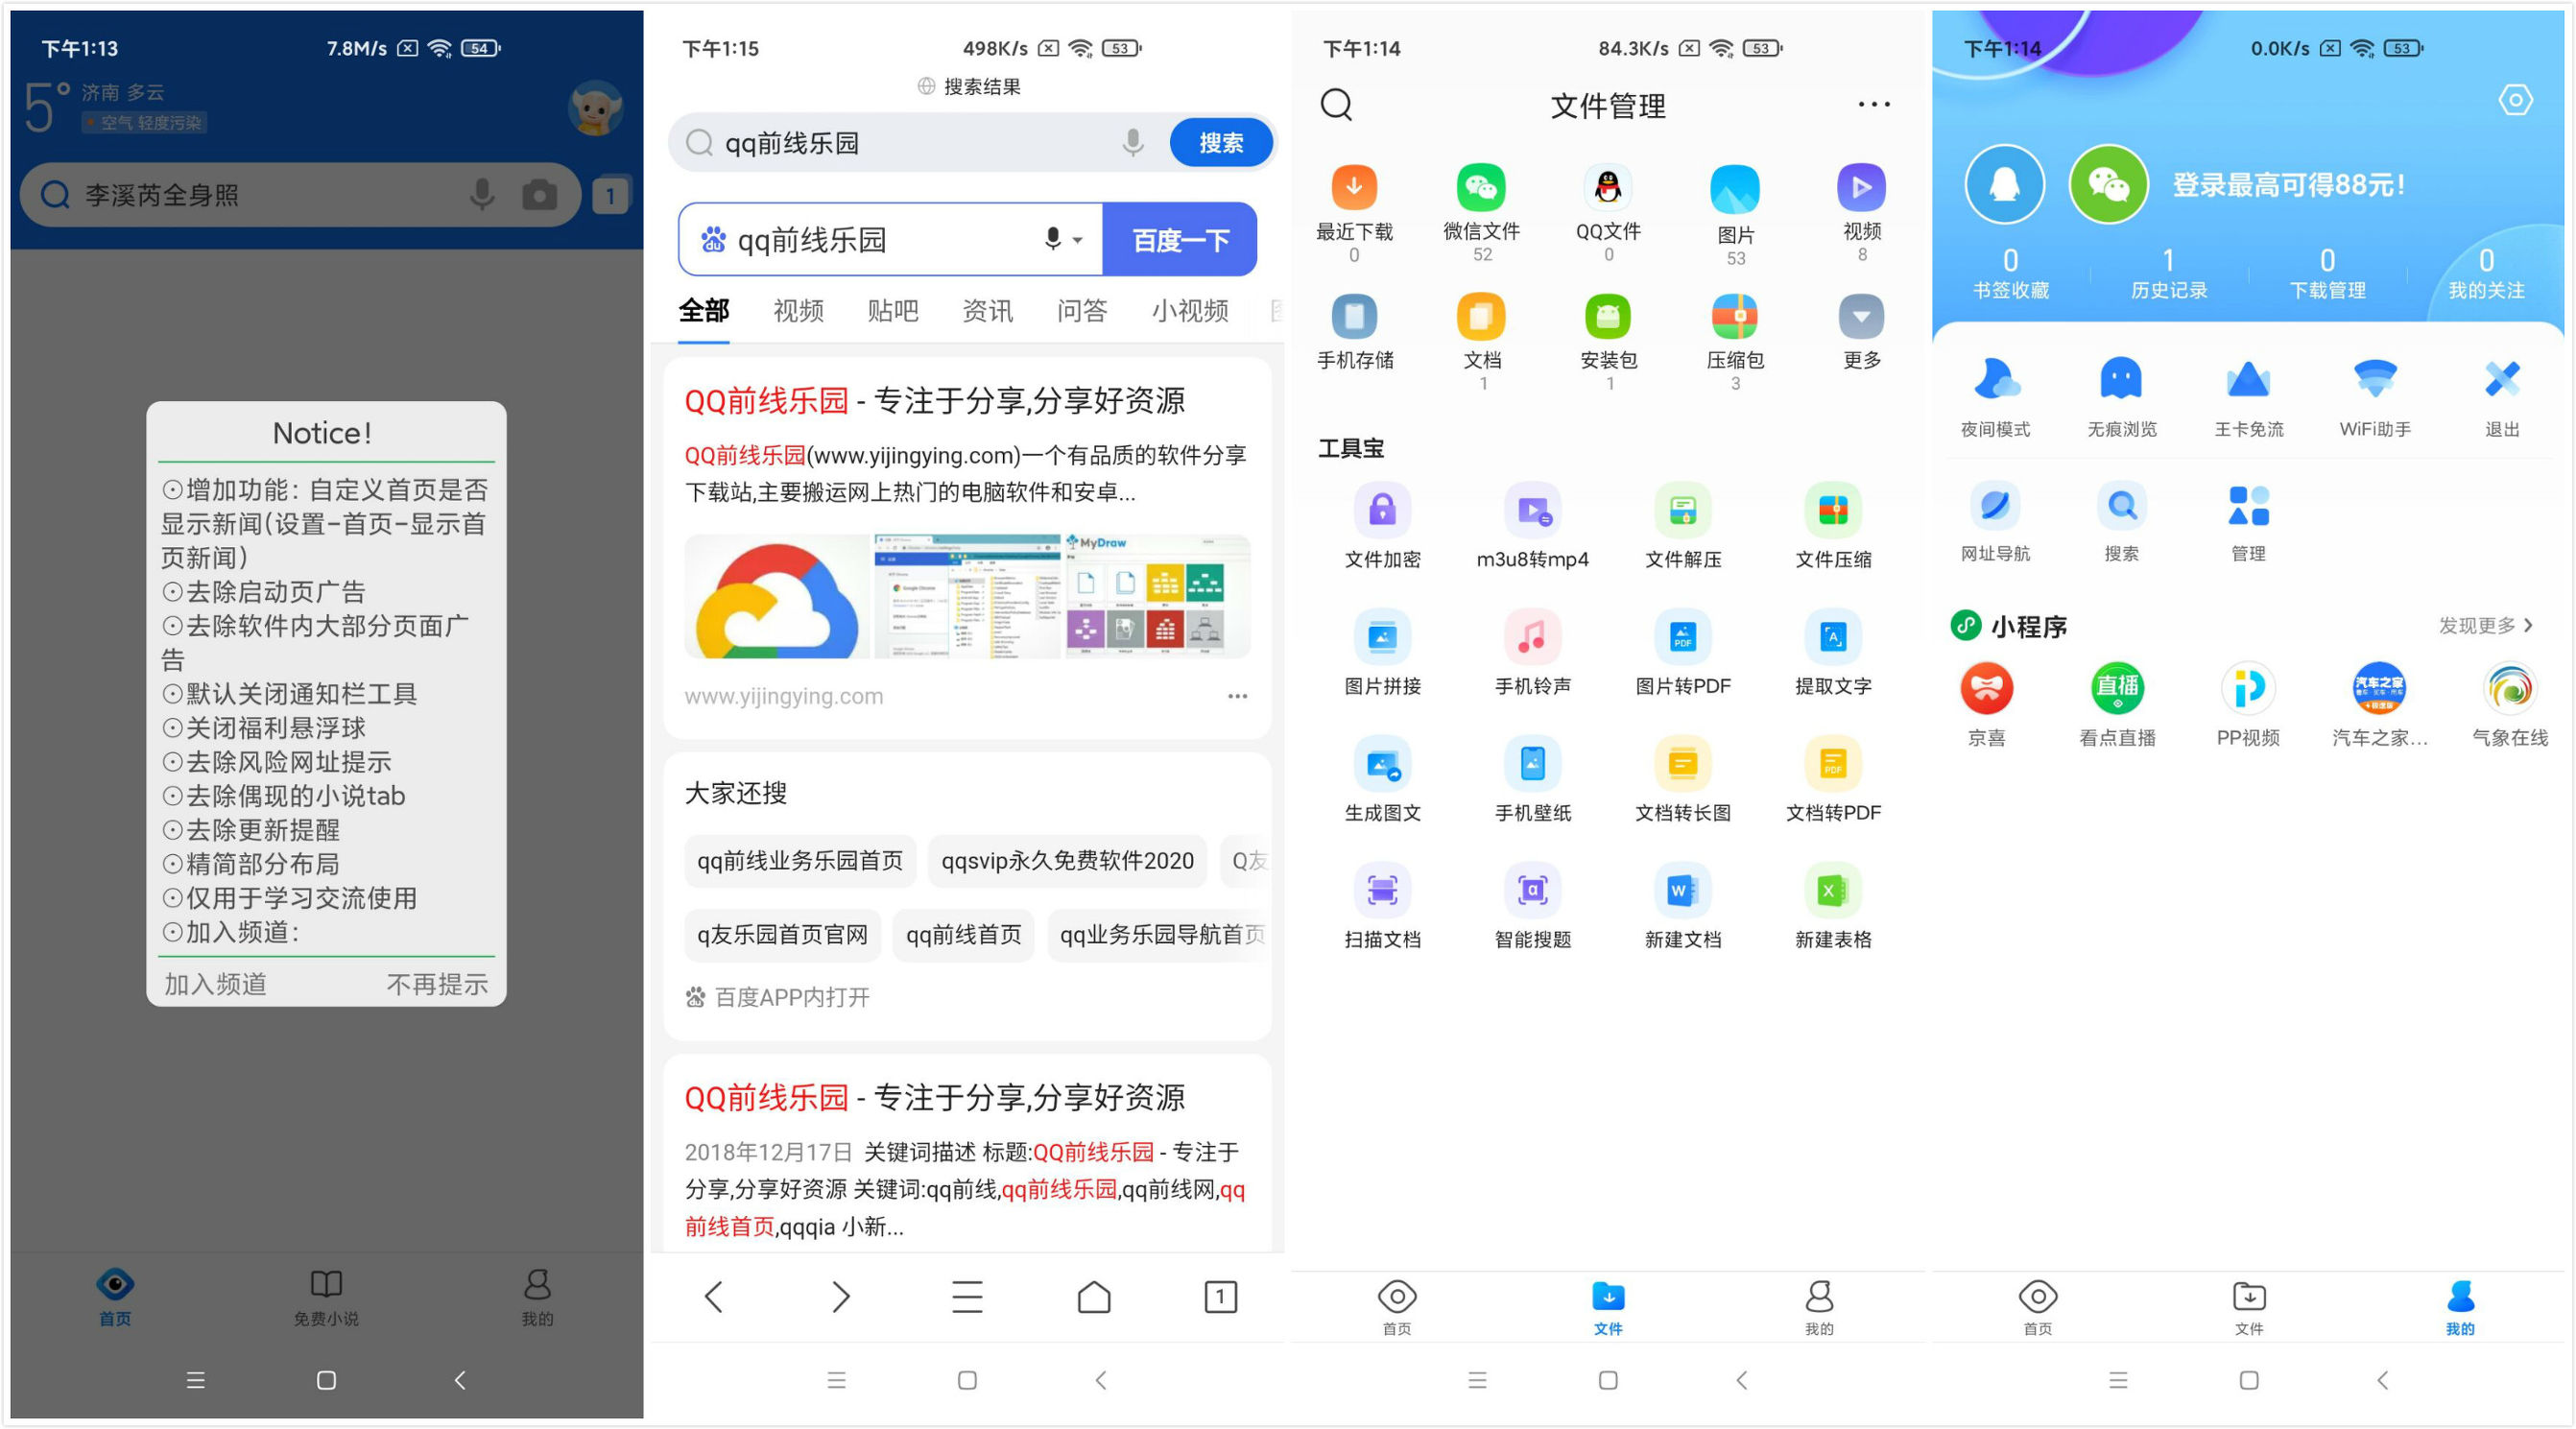 下午1:13
7.8M/s
54
5°
济南 多云
空气 轻度污染
李溪芮全身照
1
Notice!
⊙增加功能: 自定义首页是否
显示新闻(设置-首页-显示首
页新闻)
⊙去除启动页广告
⊙去除软件内大部分页面广
告
⊙默认关闭通知栏工具
⊙关闭福利悬浮球
⊙去除风险网址提示
⊙去除偶现的小说tab
⊙去除更新提醒
⊙精简部分布局
⊙仅用于学习交流使用
⊙加入频道:
加入频道 不再提示
首页 免费小说 我的
下午1:15
498K/s
53
搜索结果
qq前线乐园 搜索
du qq前线乐园 百度一下
全部 视频 贴吧 资讯 问答 小视频
QQ前线乐园 - 专注于分享,分享好资源
QQ前线乐园(www.yijingying.com)一个有品质的软件分享
下载站,主要搬运网上热门的电脑软件和安卓...
Google Chrome
MyDraw
www.yijingying.com
大家还搜
qq前线业务乐园首页 qqsvip永久免费软件2020 Q友
q友乐园首页官网 qq前线首页 qq业务乐园导航首页
百度APP内打开
QQ前线乐园 - 专注于分享,分享好资源
2018年12月17日 关键词描述 标题:QQ前线乐园 - 专注于
分享,分享好资源 关键词:qq前线,qq前线乐园,qq前线网,qq
前线首页,qqqia 小新...
1
下午1:14
84.3K/s
53
文件管理
最近下载 微信文件 QQ文件 图片 视频
0 52 0 53 8
手机存储 文档 安装包 压缩包 更多
1 1 3
工具宝
文件加密 m3u8转mp4 文件解压 文件压缩
PDF A
图片拼接 手机铃声 图片转PDF 提取文字
PDF
生成图文 手机壁纸 文档转长图 文档转PDF
α W X
扫描文档 智能搜题 新建文档 新建表格
首页 文件 我的
下午1:14
0.0K/s
53
登录最高可得88元!
0 1 0 0
书签收藏 历史记录 下载管理 我的关注
夜间模式 无痕浏览 王卡免流 WiFi助手 退出
网址导航 搜索 管理
小程序 发现更多
直播 汽车之家
京喜 看点直播 PP视频 汽车之家... 气象在线
首页 文件 我的